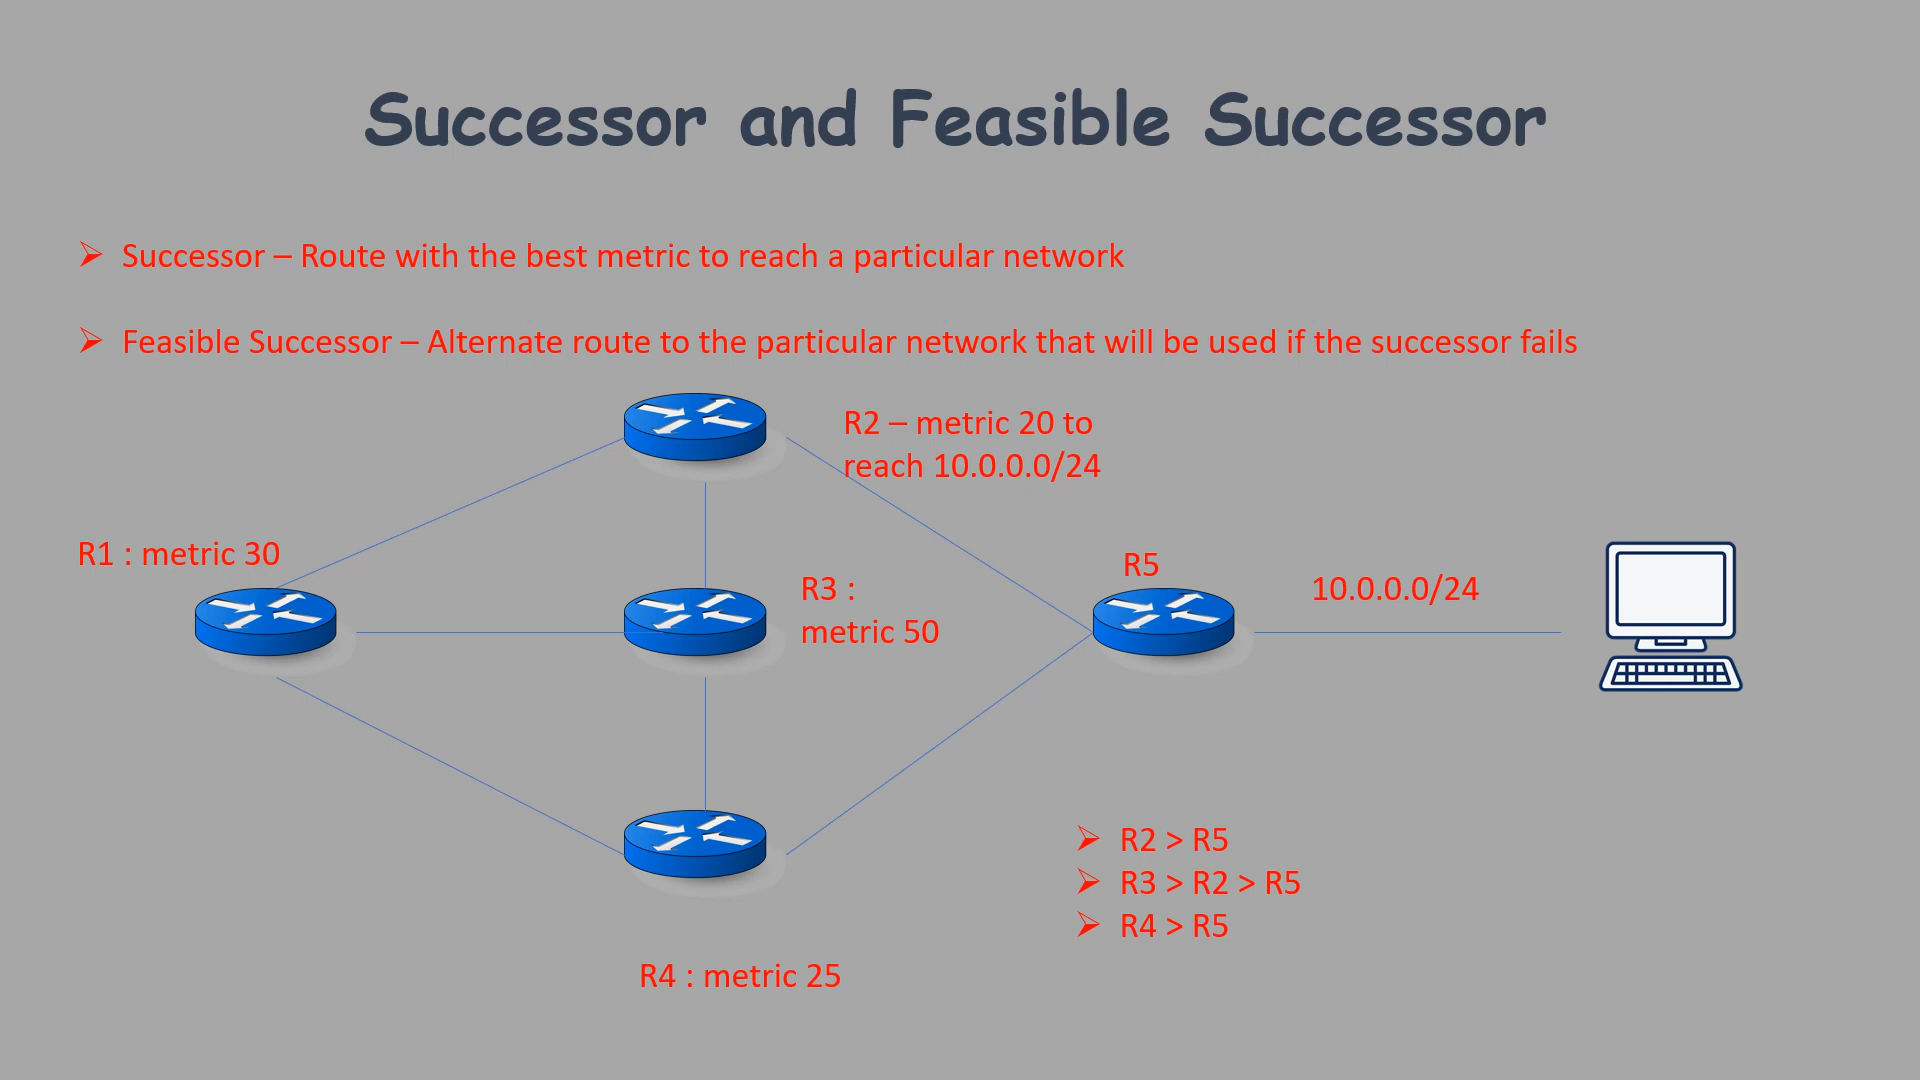 Successor and Feasible Successor
Successor – Route with the best metric to reach a particular network
Feasible Successor – Alternate route to the particular network that will be used if the successor fails
R2 – metric 20 to
reach 10.0.0.0/24
R1 : metric 30
R3 :
metric 50
R5
10.0.0.0/24
R2 > R5
R3 > R2 > R5
R4 > R5
R4 : metric 25